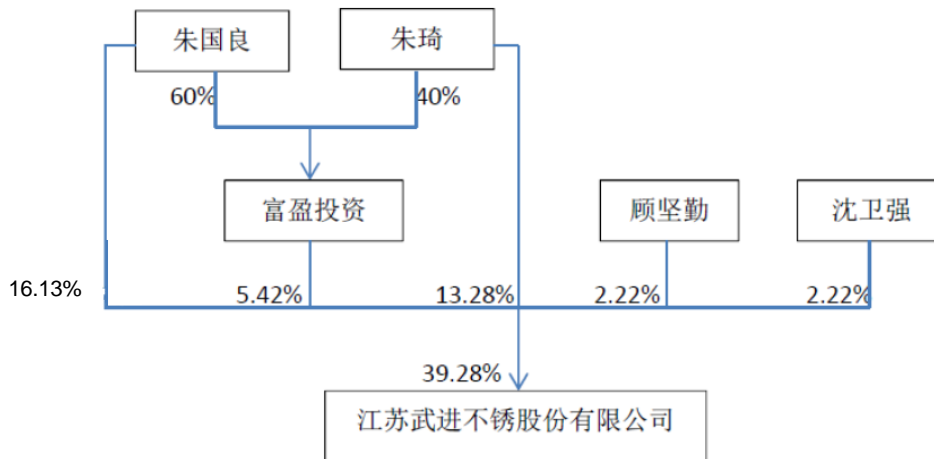 朱国良
朱琦
60%
40%
富盈投资
顾坚勤
沈卫强
16.13%
5.42%
13.28%
2.22%
2.22%
39.28%
江苏武进不锈股份有限公司